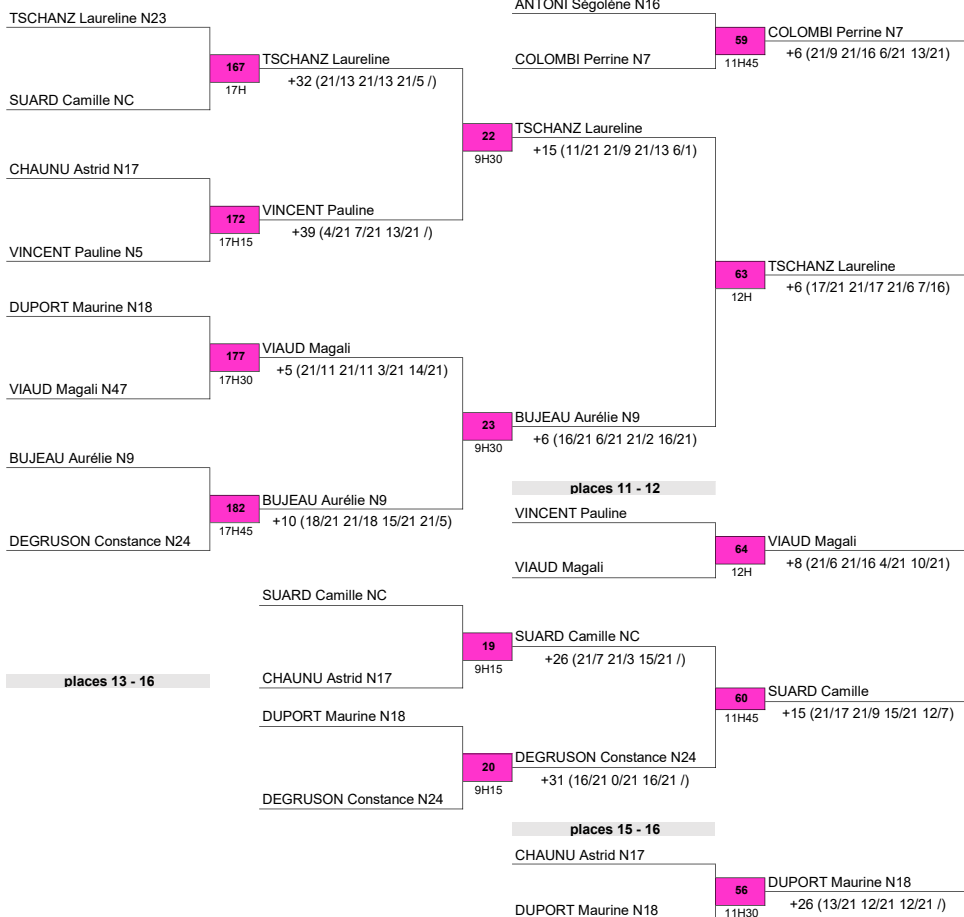 ANTONI Ségolène N16
TSCHANZ Laureline N23
59
COLOMBI Perrine N7
+6 (21/9 21/16 6/21 13/21)
11H45
COLOMBI Perrine N7
167
TSCHANZ Laureline
+32 (21/13 21/13 21/5 /)
17H
SUARD Camille NC
22
TSCHANZ Laureline
+15 (11/21 21/9 21/13 6/1)
9H30
CHAUNU Astrid N17
172
VINCENT Pauline
+39 (4/21 7/21 13/21 /)
17H15
VINCENT Pauline N5
63
TSCHANZ Laureline
+6 (17/21 21/17 21/6 7/16)
12H
DUPORT Maurine N18
177
VIAUD Magali
+5 (21/11 21/11 3/21 14/21)
17H30
VIAUD Magali N47
23
BUJEAU Aurélie N9
+6 (16/21 6/21 21/2 16/21)
9H30
BUJEAU Aurélie N9
places 11 - 12
182
BUJEAU Aurélie N9
+10 (18/21 21/18 15/21 21/5)
17H45
DEGRUSON Constance N24
VINCENT Pauline
64
VIAUD Magali
+8 (21/6 21/16 4/21 10/21)
12H
VIAUD Magali
SUARD Camille NC
19
SUARD Camille NC
+26 (21/7 21/3 15/21 /)
9H15
places 13 - 16
CHAUNU Astrid N17
60
SUARD Camille
+15 (21/17 21/9 15/21 12/7)
11H45
DUPORT Maurine N18
20
DEGRUSON Constance N24
+31 (16/21 0/21 16/21 /)
9H15
DEGRUSON Constance N24
places 15 - 16
CHAUNU Astrid N17
56
DUPORT Maurine N18
+26 (13/21 12/21 12/21 /)
11H30
DUPORT Maurine N18